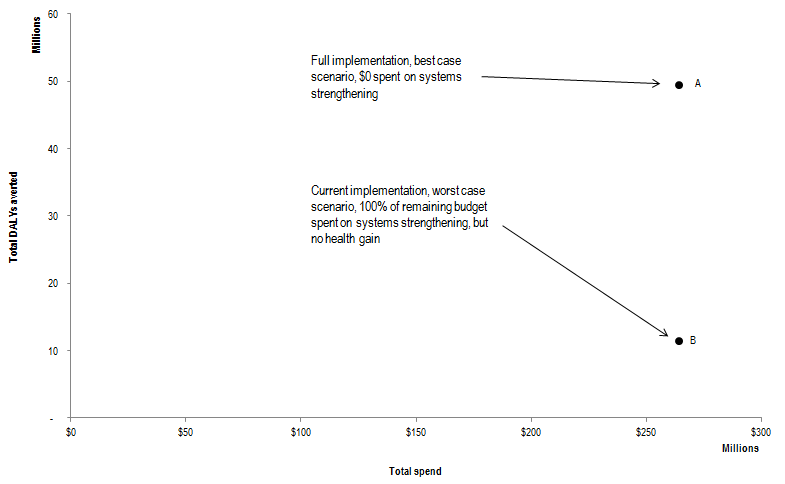 60
Millions
Full implementation, best case
scenario, $0 spent on systems
strengthening
A
50
40
Total DALYs averted
Current implementation, worst case
scenario, 100% of remaining budget
spent on systems strengthening, but
no health gain
30
20
B
10
-
$0 $50 $100 $150 $200 $250 $300
Millions
Total spend